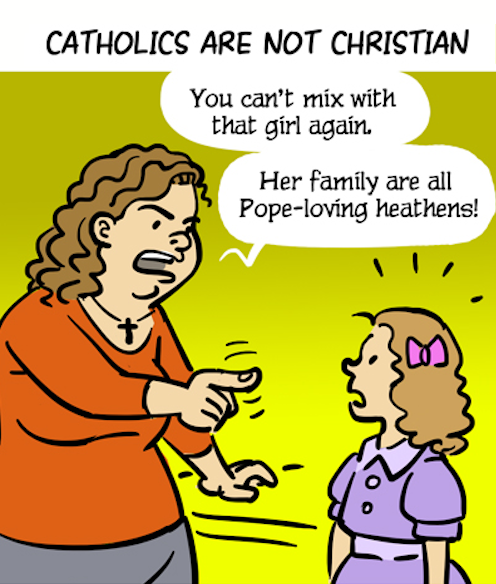 CATHOLICS ARE NOT CHRISTIAN
You can't mix with
that girl again.
Her family are all
Pope-loving heathens!